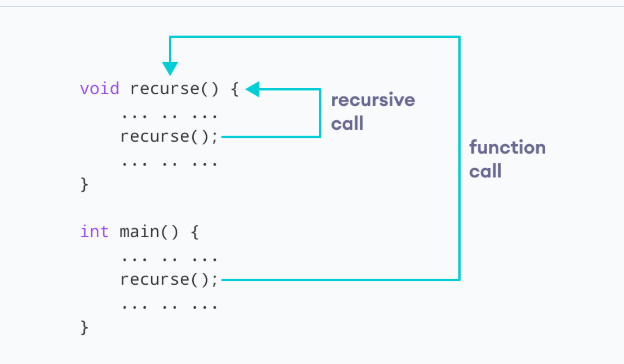 void recurse() {
... .. ...
recurse();
... .. ...
}
recursive
call
function
call
int main() {
... .. ...
recurse();
... .. ...
}